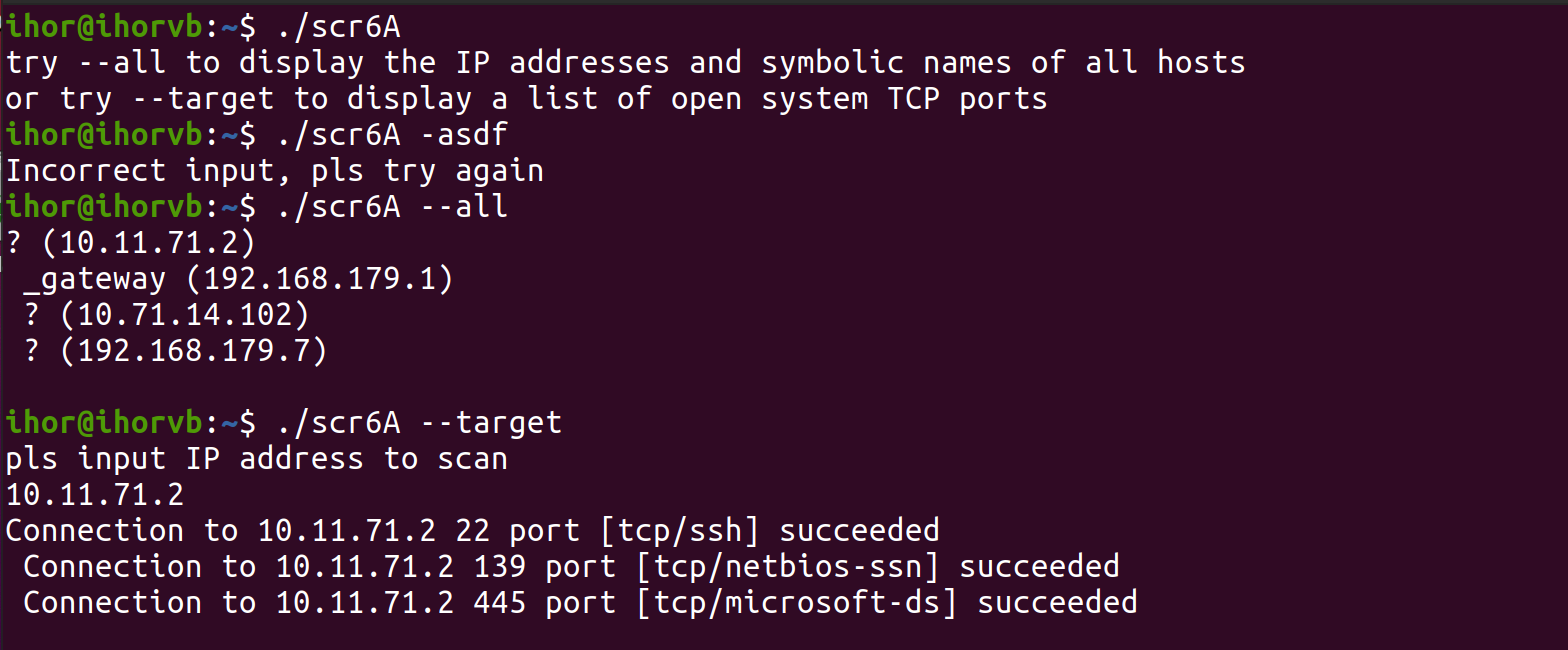 ihor@ihorvb:~$ ./scr6A
try --all to display the IP addresses and symbolic names of all hosts
or try --target to display a list of open system TCP ports
ihor@ihorvb:~$ ./scr6A -asdf
Incorrect input, pls try again
ihor@ihorvb:~$ ./scr6A --all
? (10.11.71.2)
 _gateway (192.168.179.1)
 ? (10.71.14.102)
 ? (192.168.179.7)

ihor@ihorvb:~$ ./scr6A --target
pls input IP address to scan
10.11.71.2
Connection to 10.11.71.2 22 port [tcp/ssh] succeeded
 Connection to 10.11.71.2 139 port [tcp/netbios-ssn] succeeded
 Connection to 10.11.71.2 445 port [tcp/microsoft-ds] succeeded